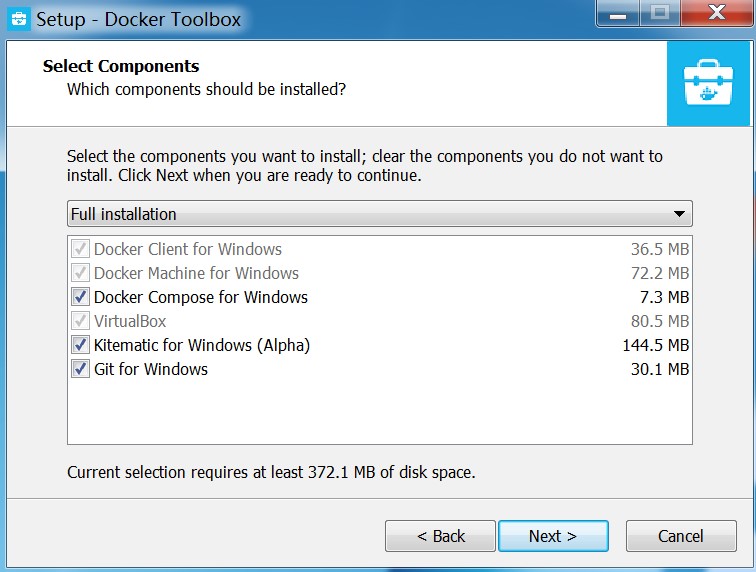 Setup - Docker Toolbox
Select Components
Which components should be installed?
Select the components you want to install; clear the components you do not want to
install. Click Next when you are ready to continue.
Full installation
Docker Client for Windows 36.5 MB
Docker Machine for Windows 72.2 MB
Docker Compose for Windows 7.3 MB
VirtualBox 80.5 MB
Kitematic for Windows (Alpha) 144.5 MB
Git for Windows 30.1 MB
Current selection requires at least 372.1 MB of disk space.
< Back Next > Cancel